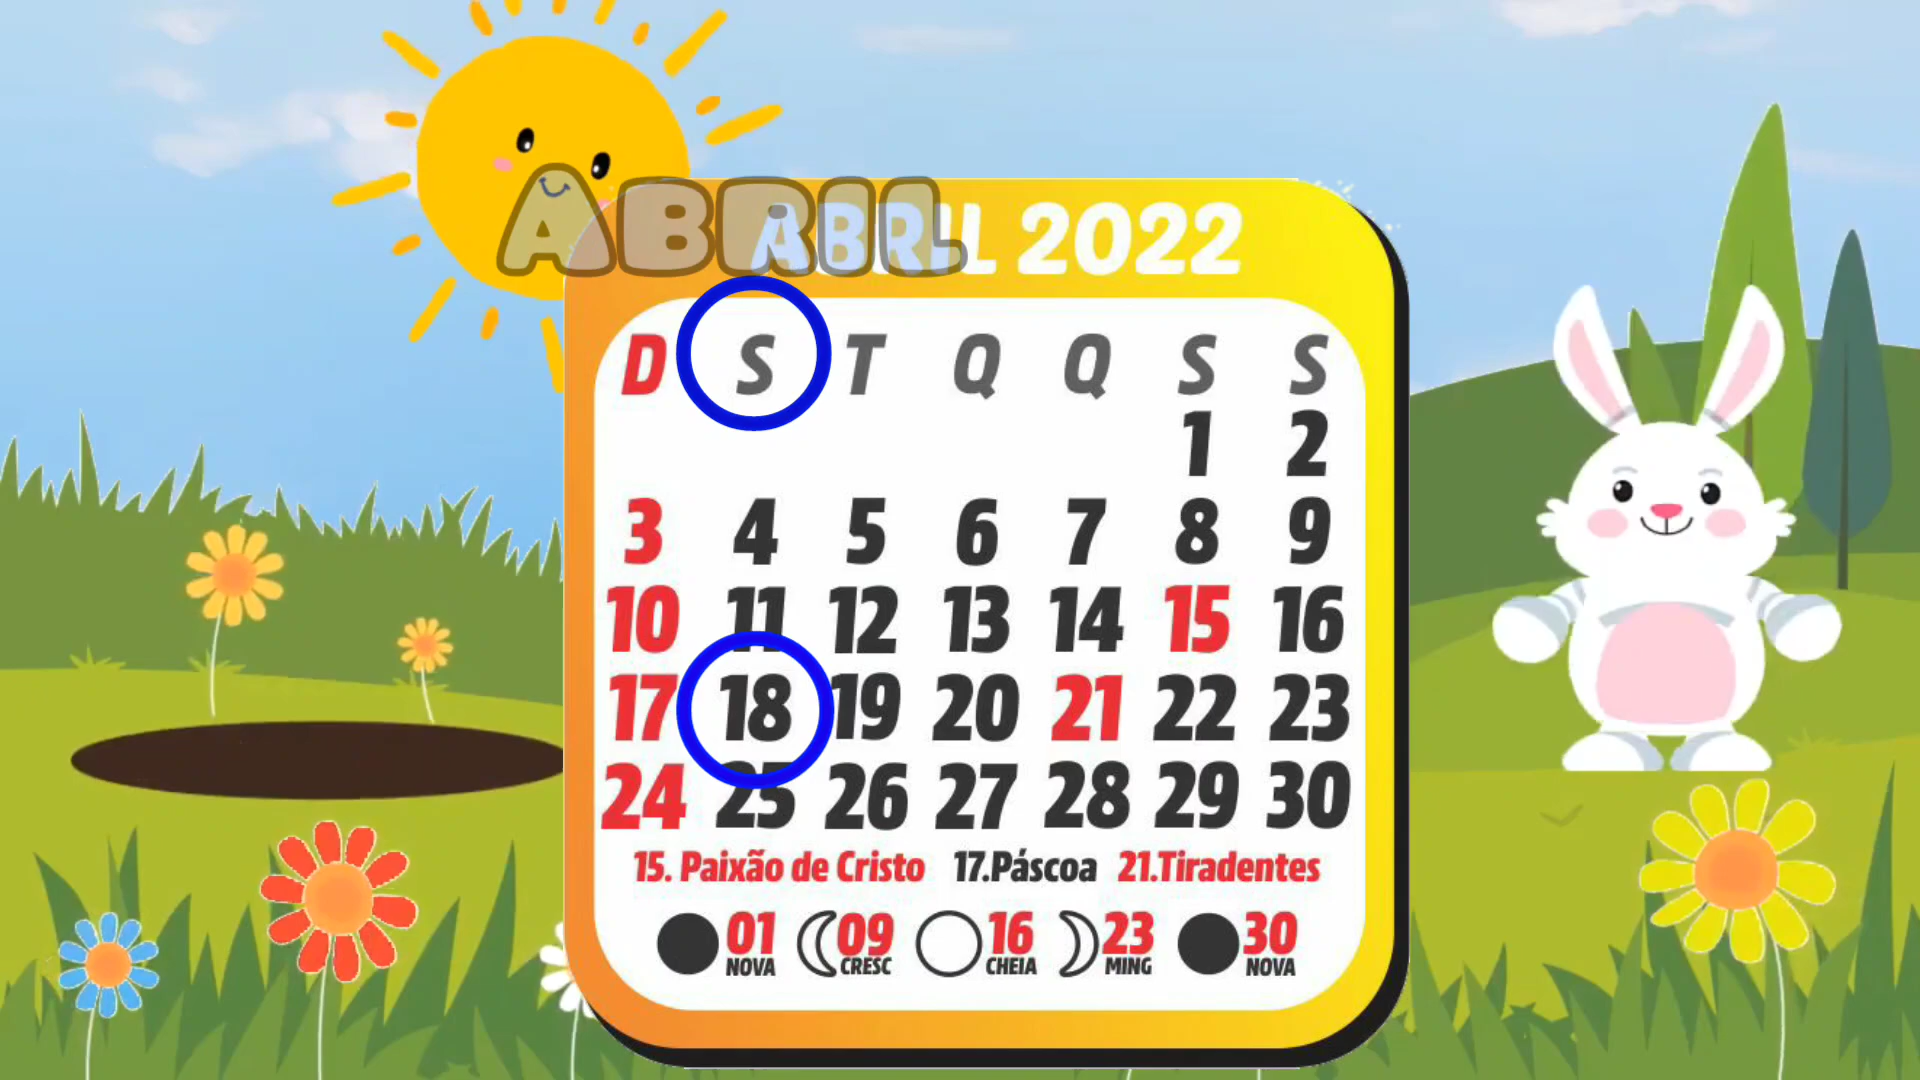 ABRIL
ABRIL 2022
D S T Q Q S S
1 2
3 4 5 6 7 8 9
10 11 12 13 14 15 16
17 18 19 20 21 22 23
24 25 26 27 28 29 30
15. Paixão de Cristo 17.Páscoa 21.Tiradentes
01 NOVA 09 CRESC 16 CHEIA 23 MING 30 NOVA